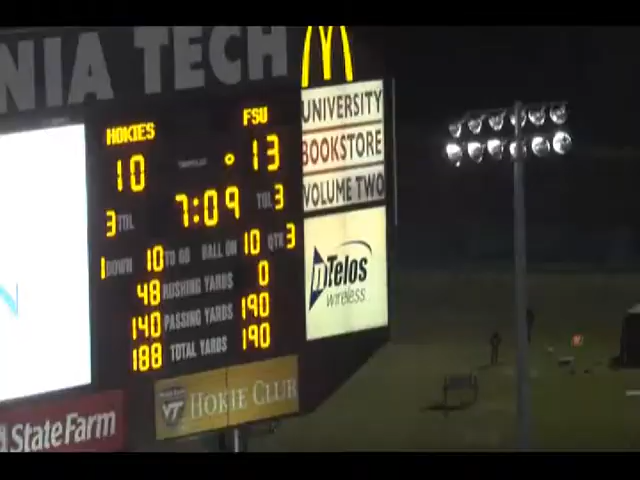 NIA TECH
HOKIES FSU
10 13
7:09
3 TOL TOL 3
1 DOWN 10 TO GO BALL ON 10 QTR 3
48 RUSHING YARDS 0
140 PASSING YARDS 190
188 TOTAL YARDS 190
UNIVERSITY
BOOKSTORE
VOLUME TWO
nTelos
wireless
VT HOKIE CLUB
StateFarm